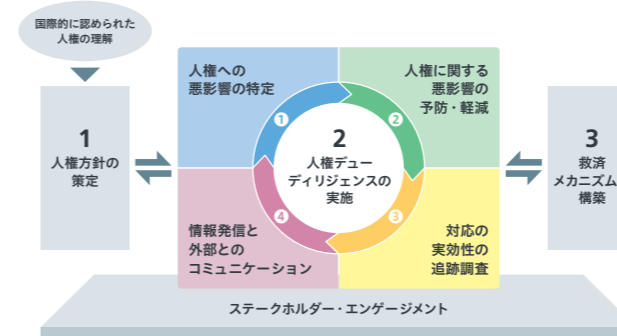 国際的に認められた
人権の理解
1
人権方針の
策定
人権への
悪影響の特定
人権に関する
悪影響の
予防・軽減
1
2
2
人権デュー
ディリジェンスの
実施
4
3
情報発信と
外部との
コミュニケーション
対応の
実効性の
追跡調査
3
救済
メカニズム
構築
ステークホルダー・エンゲージメント